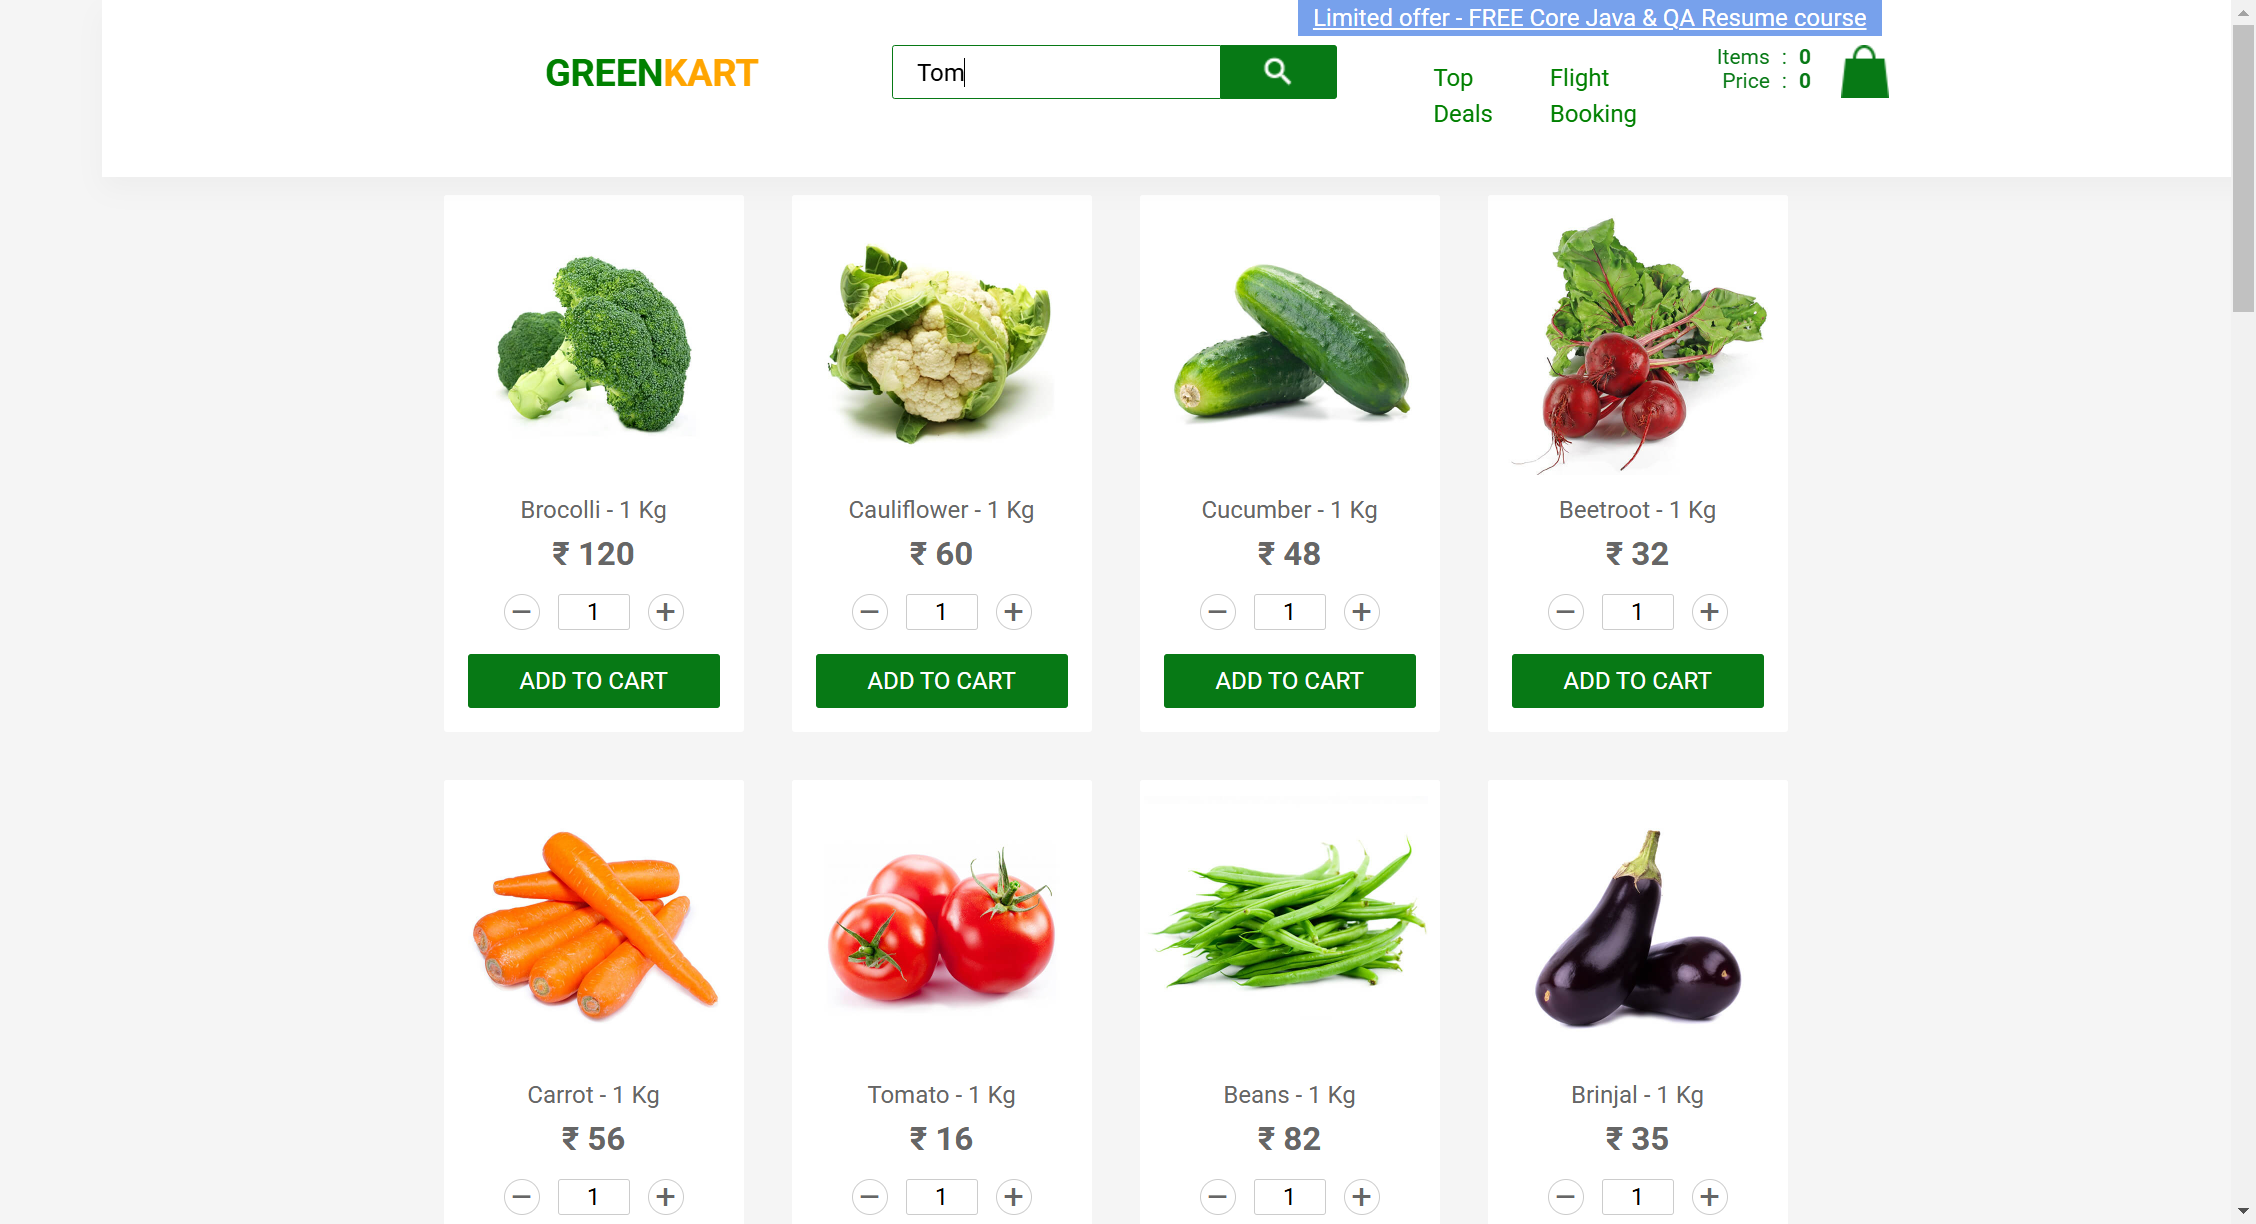 Limited offer - FREE Core Java & QA Resume course
GREENKART
Tom
Top Deals
Flight Booking
Items : 0
Price : 0
Brocolli - 1 Kg
₹ 120
− 1 +
ADD TO CART
Cauliflower - 1 Kg
₹ 60
− 1 +
ADD TO CART
Cucumber - 1 Kg
₹ 48
− 1 +
ADD TO CART
Beetroot - 1 Kg
₹ 32
− 1 +
ADD TO CART
Carrot - 1 Kg
₹ 56
− 1 +
Tomato - 1 Kg
₹ 16
− 1 +
Beans - 1 Kg
₹ 82
− 1 +
Brinjal - 1 Kg
₹ 35
− 1 +